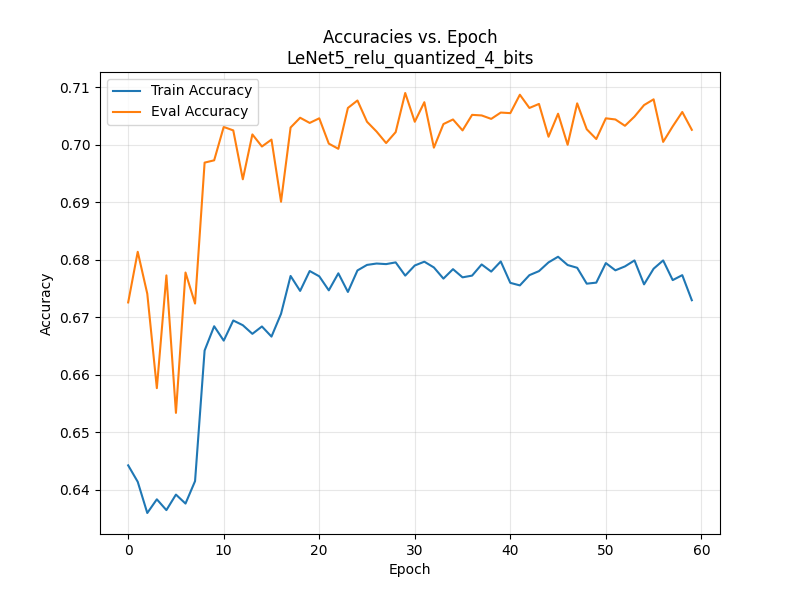 Accuracies vs. Epoch
LeNet5_relu_quantized_4_bits
Train Accuracy
Eval Accuracy
0.71
0.70
0.69
0.68
0.67
0.66
0.65
0.64
Accuracy
0 10 20 30 40 50 60
Epoch